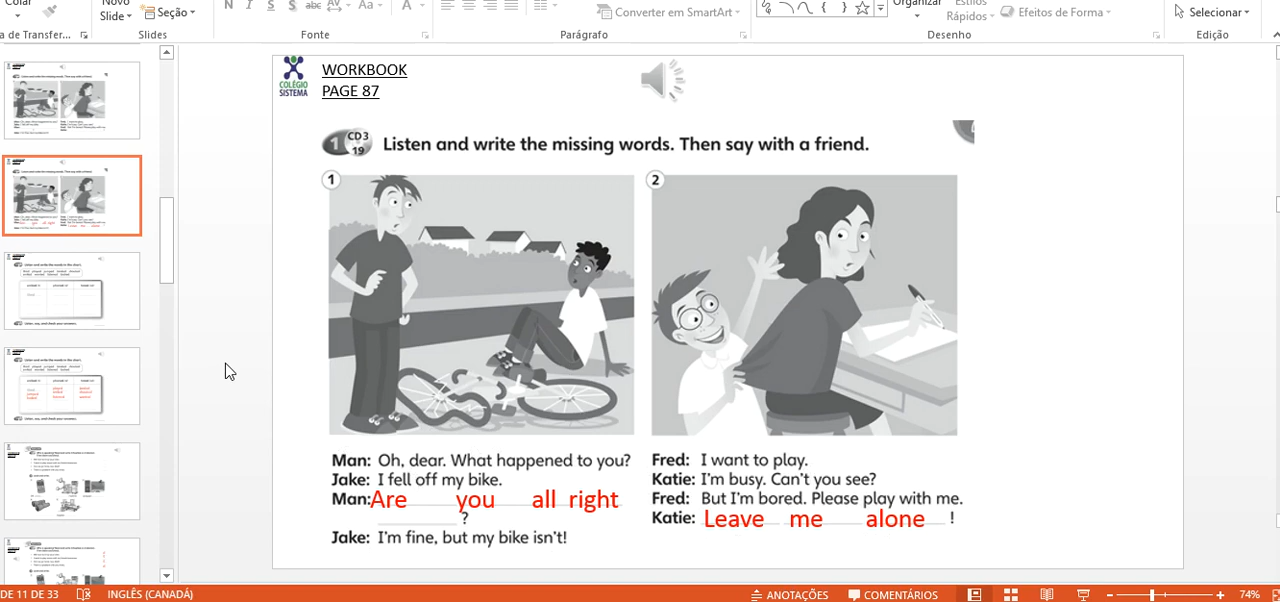 Colar
Novo
Slide
Seção
N I S S abc AV Aa A
Converter em SmartArt
Organizar
Estilos
Rápidos
Efeitos de Forma
Selecionar
a de Transfer...
Slides
Fonte
Parágrafo
Desenho
Edição
COLÉGIO
SISTEMA
WORKBOOK
PAGE 87
1 CD3
19
Listen and write the missing words. Then say with a friend.
1
2
Man: Oh, dear. What happened to you?
Jake: I fell off my bike.
Man: Are you all right
?
Jake: I'm fine, but my bike isn't!
Fred: I want to play.
Katie: I'm busy. Can't you see?
Fred: But I'm bored. Please play with me.
Katie: Leave me alone !
DE 11 DE 33
INGLÊS (CANADÁ)
ANOTAÇÕES
COMENTÁRIOS
74%